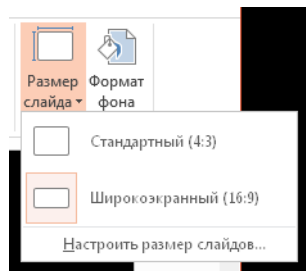 Размер Формат
слайда фона
Стандартный (4:3)
Широкоэкранный (16:9)
Настроить размер слайдов...